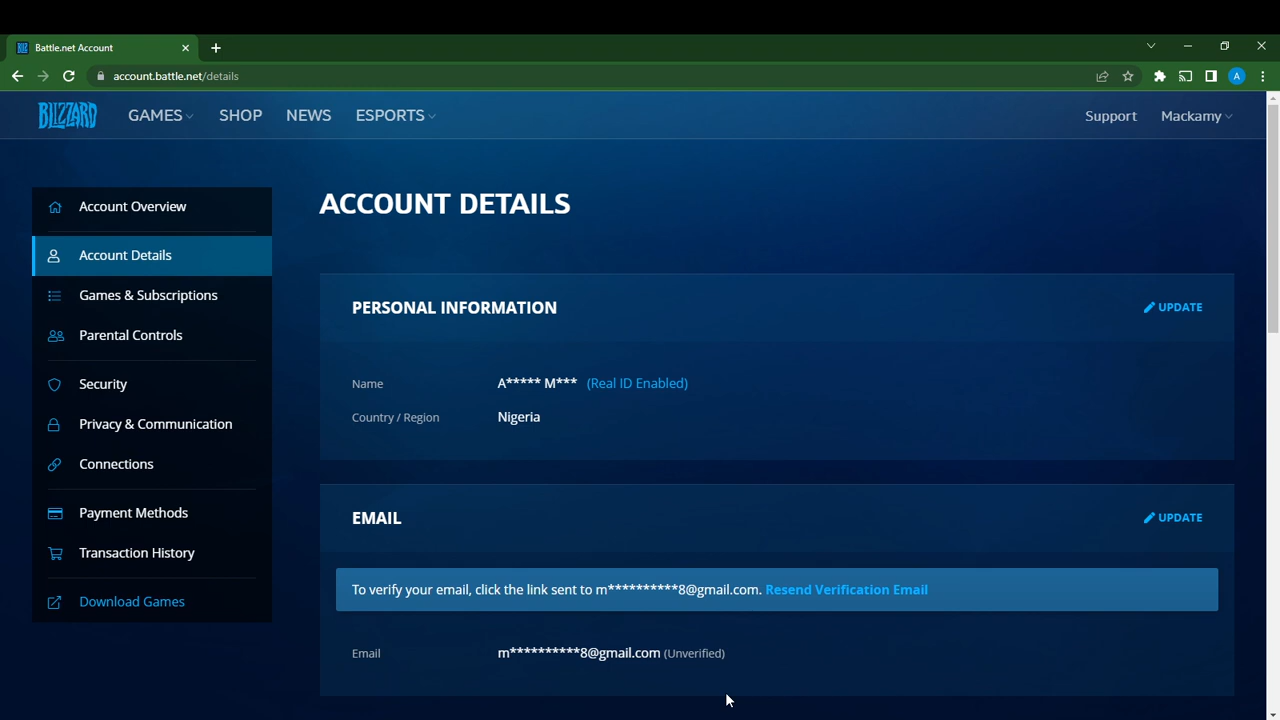 Battle.net Account
account.battle.net/details
A
BLIZZARD
GAMES
SHOP
NEWS
ESPORTS
Support
Mackamy
Account Overview
Account Details
Games & Subscriptions
Parental Controls
Security
Privacy & Communication
Connections
Payment Methods
Transaction History
Download Games
ACCOUNT DETAILS
PERSONAL INFORMATION
UPDATE
Name A***** M*** (Real ID Enabled)
Country / Region Nigeria
EMAIL
UPDATE
To verify your email, click the link sent to m**********8@gmail.com. Resend Verification Email
Email m**********8@gmail.com (Unverified)